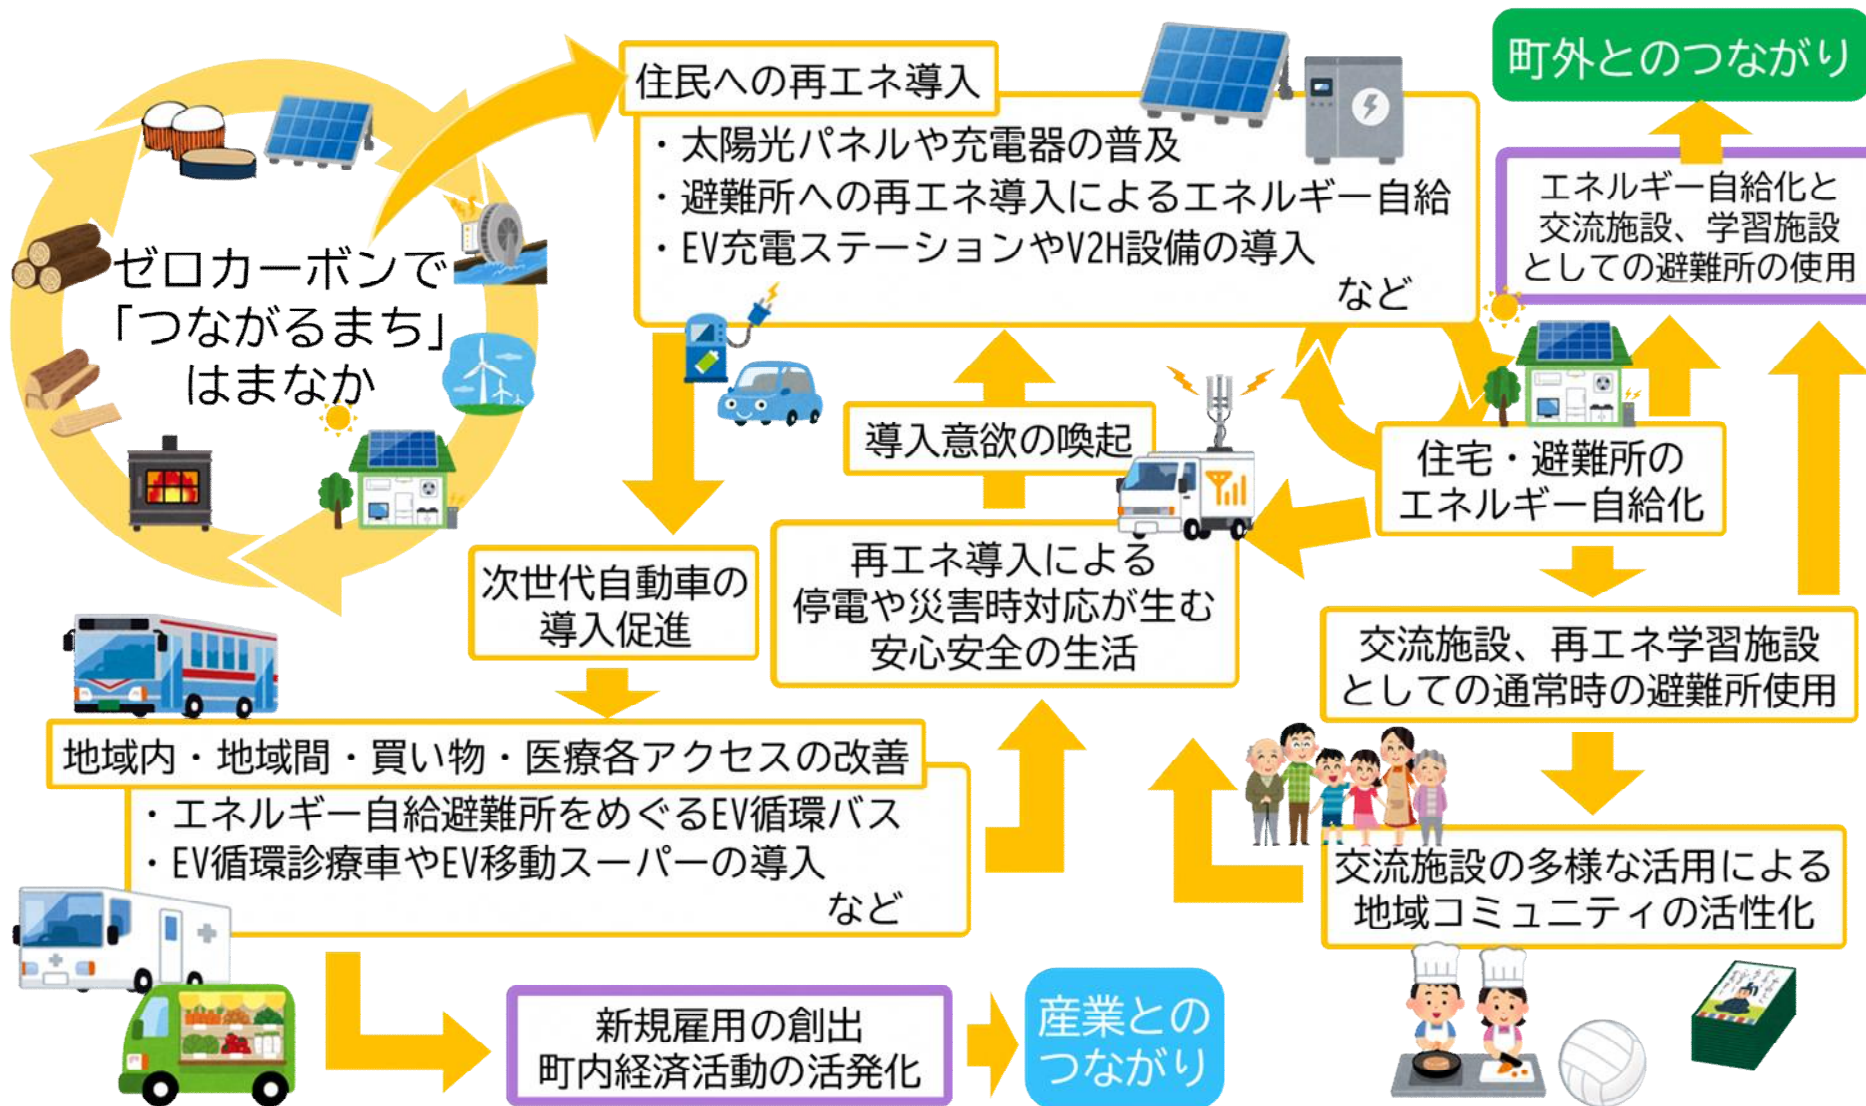 ゼロカーボンで
「つながるまち」
はまなか
住民への再エネ導入
・太陽光パネルや充電器の普及
・避難所への再エネ導入によるエネルギー自給
・EV充電ステーションやV2H設備の導入
など
町外とのつながり
エネルギー自給化と
交流施設、学習施設
としての避難所の使用
導入意欲の喚起
住宅・避難所の
エネルギー自給化
次世代自動車の
導入促進
再エネ導入による
停電や災害時対応が生む
安心安全の生活
交流施設、再エネ学習施設
としての通常時の避難所使用
地域内・地域間・買い物・医療各アクセスの改善
・エネルギー自給避難所をめぐるEV循環バス
・EV循環診療車やEV移動スーパーの導入
など
交流施設の多様な活用による
地域コミュニティの活性化
新規雇用の創出
町内経済活動の活発化
産業との
つながり